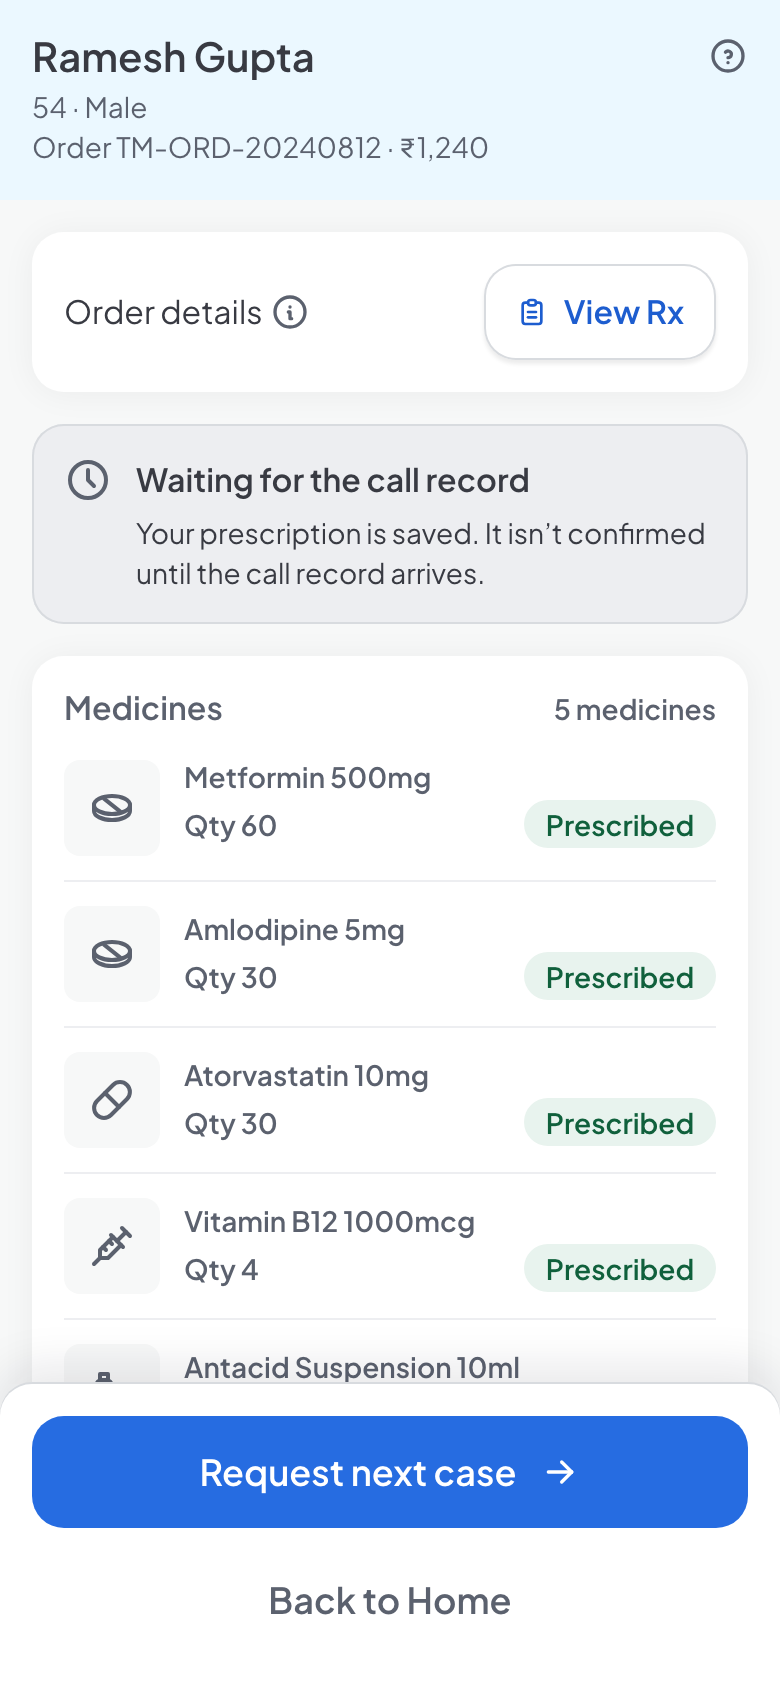 Ramesh Gupta
54 · Male
Order TM-ORD-20240812 · ₹1,240
Order details
View Rx
Waiting for the call record
Your prescription is saved. It isn’t confirmed
until the call record arrives.
Medicines
5 medicines
Metformin 500mg
Qty 60
Prescribed
Amlodipine 5mg
Qty 30
Prescribed
Atorvastatin 10mg
Qty 30
Prescribed
Vitamin B12 1000mcg
Qty 4
Prescribed
Antacid Suspension 10ml
Request next case
Back to Home